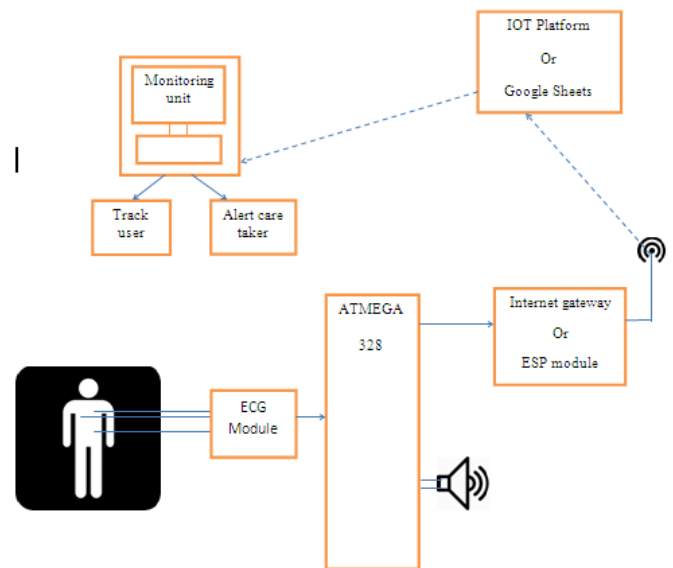 IOT Platform
Or
Google Sheets
Monitoring
unit
Track
user
Alert care
taker
ATMEGA
328
Internet gateway
Or
ESP module
ECG
Module